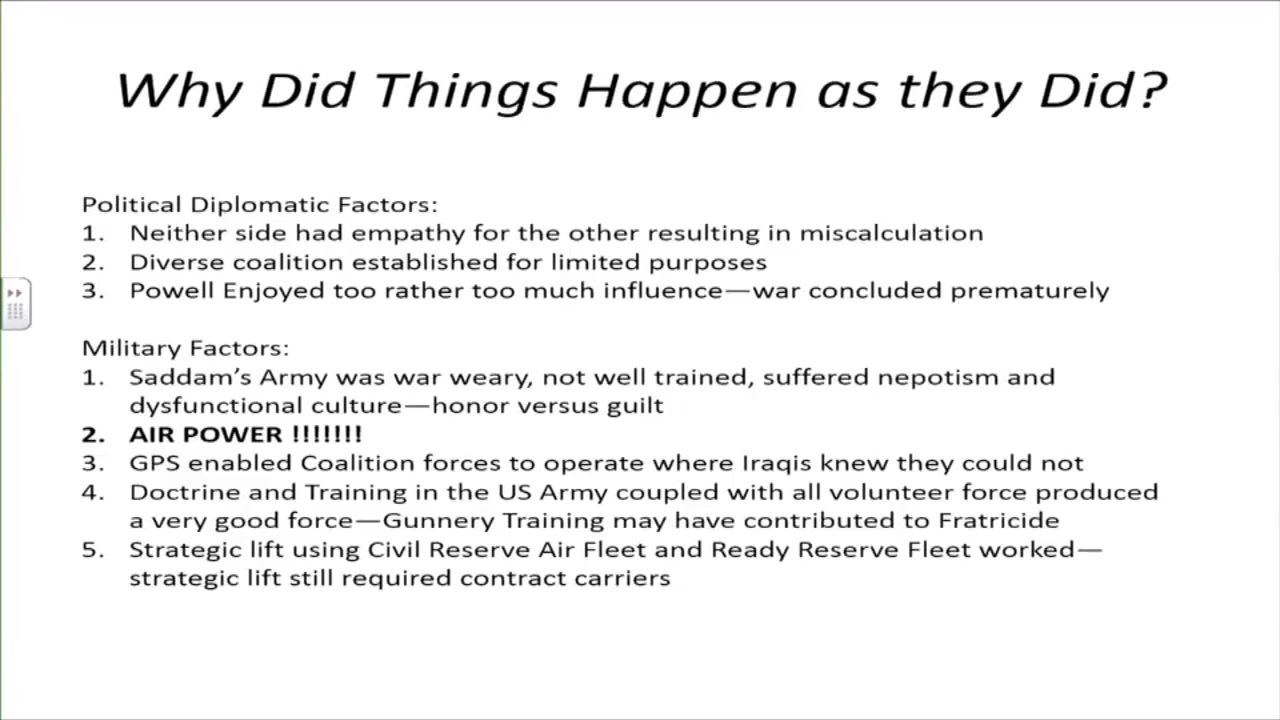 Why Did Things Happen as they Did?
Political Diplomatic Factors:
1. Neither side had empathy for the other resulting in miscalculation
2. Diverse coalition established for limited purposes
3. Powell Enjoyed too rather too much influence—war concluded prematurely
Military Factors:
1. Saddam’s Army was war weary, not well trained, suffered nepotism and
dysfunctional culture—honor versus guilt
2. AIR POWER !!!!!!!
3. GPS enabled Coalition forces to operate where Iraqis knew they could not
4. Doctrine and Training in the US Army coupled with all volunteer force produced
a very good force—Gunnery Training may have contributed to Fratricide
5. Strategic lift using Civil Reserve Air Fleet and Ready Reserve Fleet worked—
strategic lift still required contract carriers